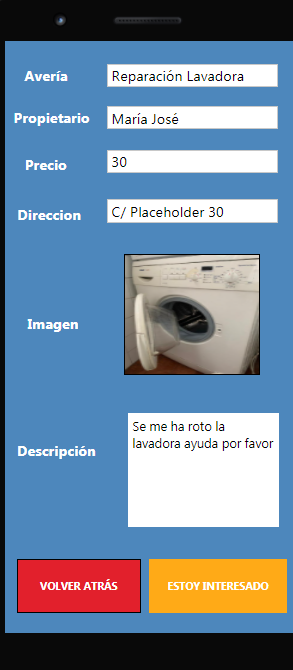 Avería
Reparación Lavadora
Propietario
María José
Precio
30
Direccion
C/ Placeholder 30
Imagen
Descripción
Se me ha roto la
lavadora ayuda por favor
VOLVER ATRÁS
ESTOY INTERESADO